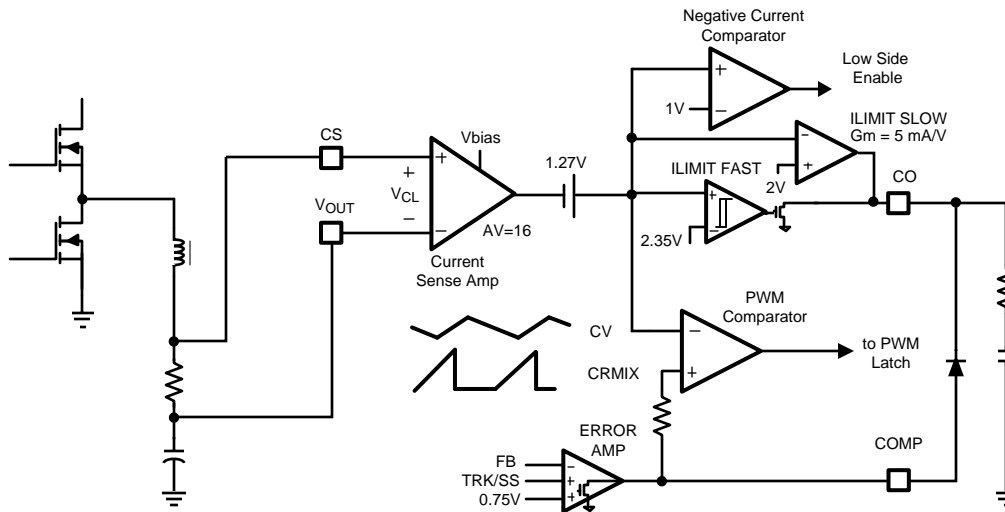 Negative Current
Comparator
Low Side
Enable
+
−
1V
ILIMIT SLOW
Gm = 5 mA/V
−
+
2V
CO
CS
Vbias
+
VCL
−
VOUT
+
−
AV=16
Current
Sense Amp
1.27V
ILIMIT FAST
+
−
2.35V
PWM
Comparator
−
+
to PWM
Latch
CV
CRMIX
ERROR
AMP
FB
TRK/SS
0.75V
−
+
+
COMP